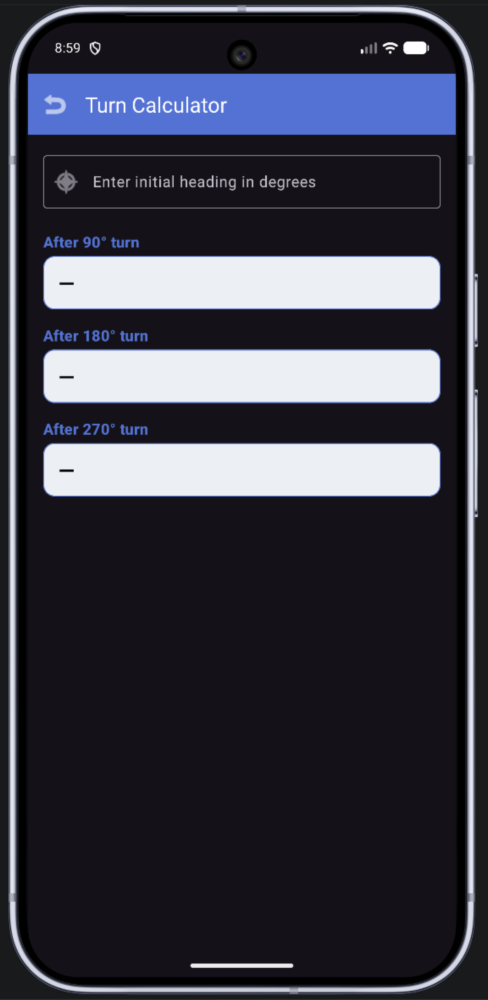 8:59
Turn Calculator
Enter initial heading in degrees
After 90° turn
—
After 180° turn
—
After 270° turn
—